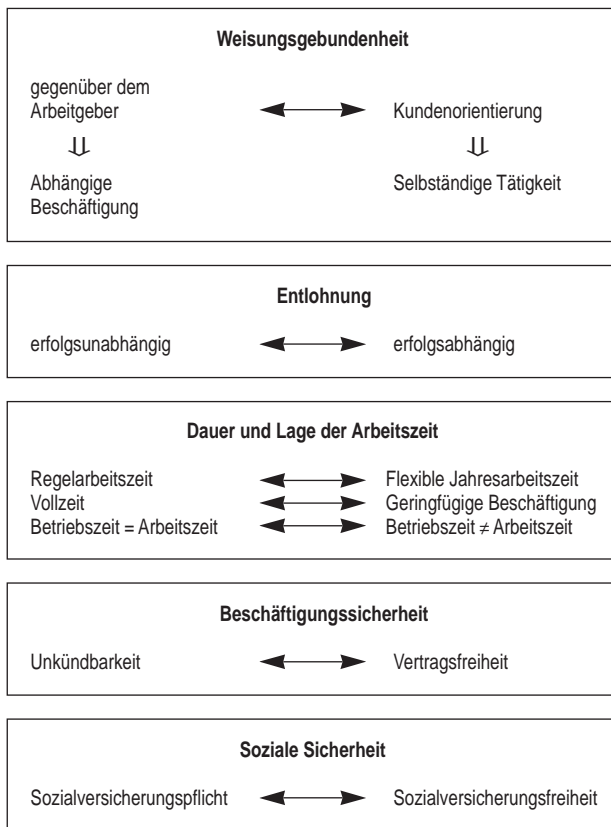 Weisungsgebundenheit
gegenüber dem
Arbeitgeber
Kundenorientierung
⇓ ⇓
Abhängige
Beschäftigung
Selbständige Tätigkeit
Entlohnung
erfolgsunabhängig ◄──► erfolgsabhängig
Dauer und Lage der Arbeitszeit
Regelarbeitszeit ◄──► Flexible Jahresarbeitszeit
Vollzeit ◄──► Geringfügige Beschäftigung
Betriebszeit = Arbeitszeit ◄──► Betriebszeit ≠ Arbeitszeit
Beschäftigungssicherheit
Unkündbarkeit ◄──► Vertragsfreiheit
Soziale Sicherheit
Sozialversicherungspflicht ◄──► Sozialversicherungsfreiheit